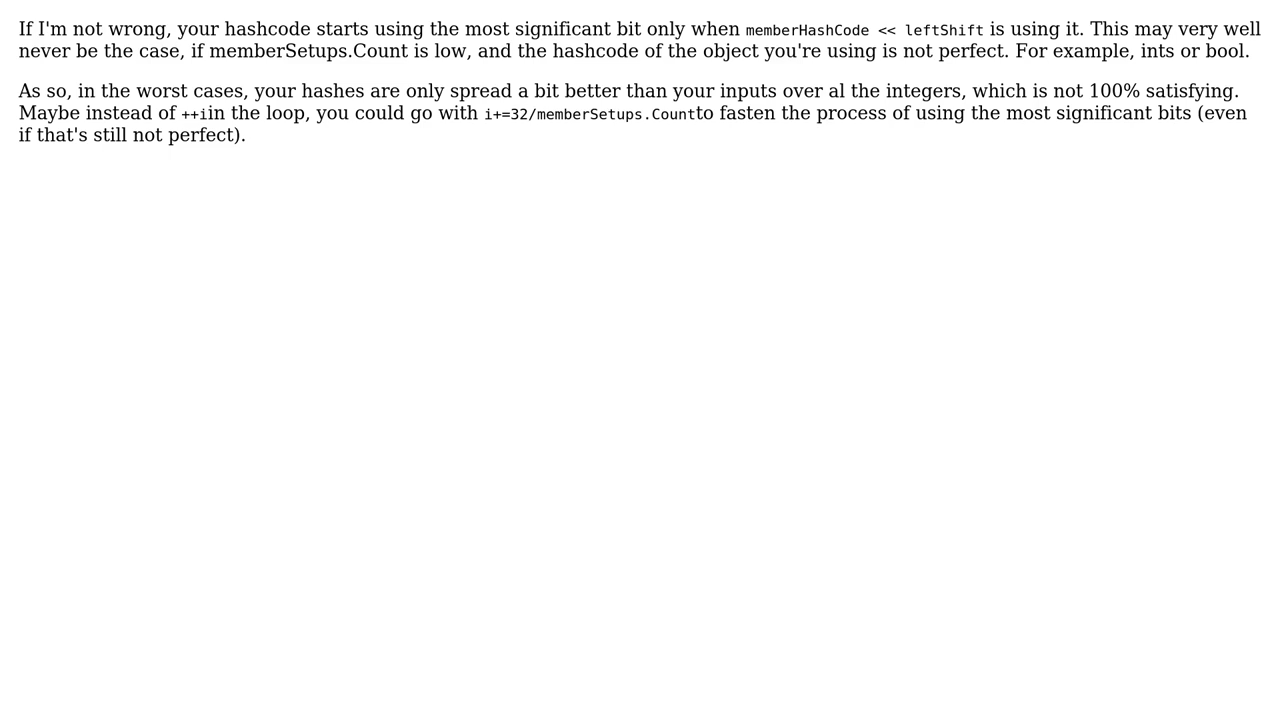 If I'm not wrong, your hashcode starts using the most significant bit only when memberHashCode << leftShift is using it. This may very well
never be the case, if memberSetups.Count is low, and the hashcode of the object you're using is not perfect. For example, ints or bool.
As so, in the worst cases, your hashes are only spread a bit better than your inputs over al the integers, which is not 100% satisfying.
Maybe instead of ++iin the loop, you could go with i+=32/memberSetups.Countto fasten the process of using the most significant bits (even
if that's still not perfect).